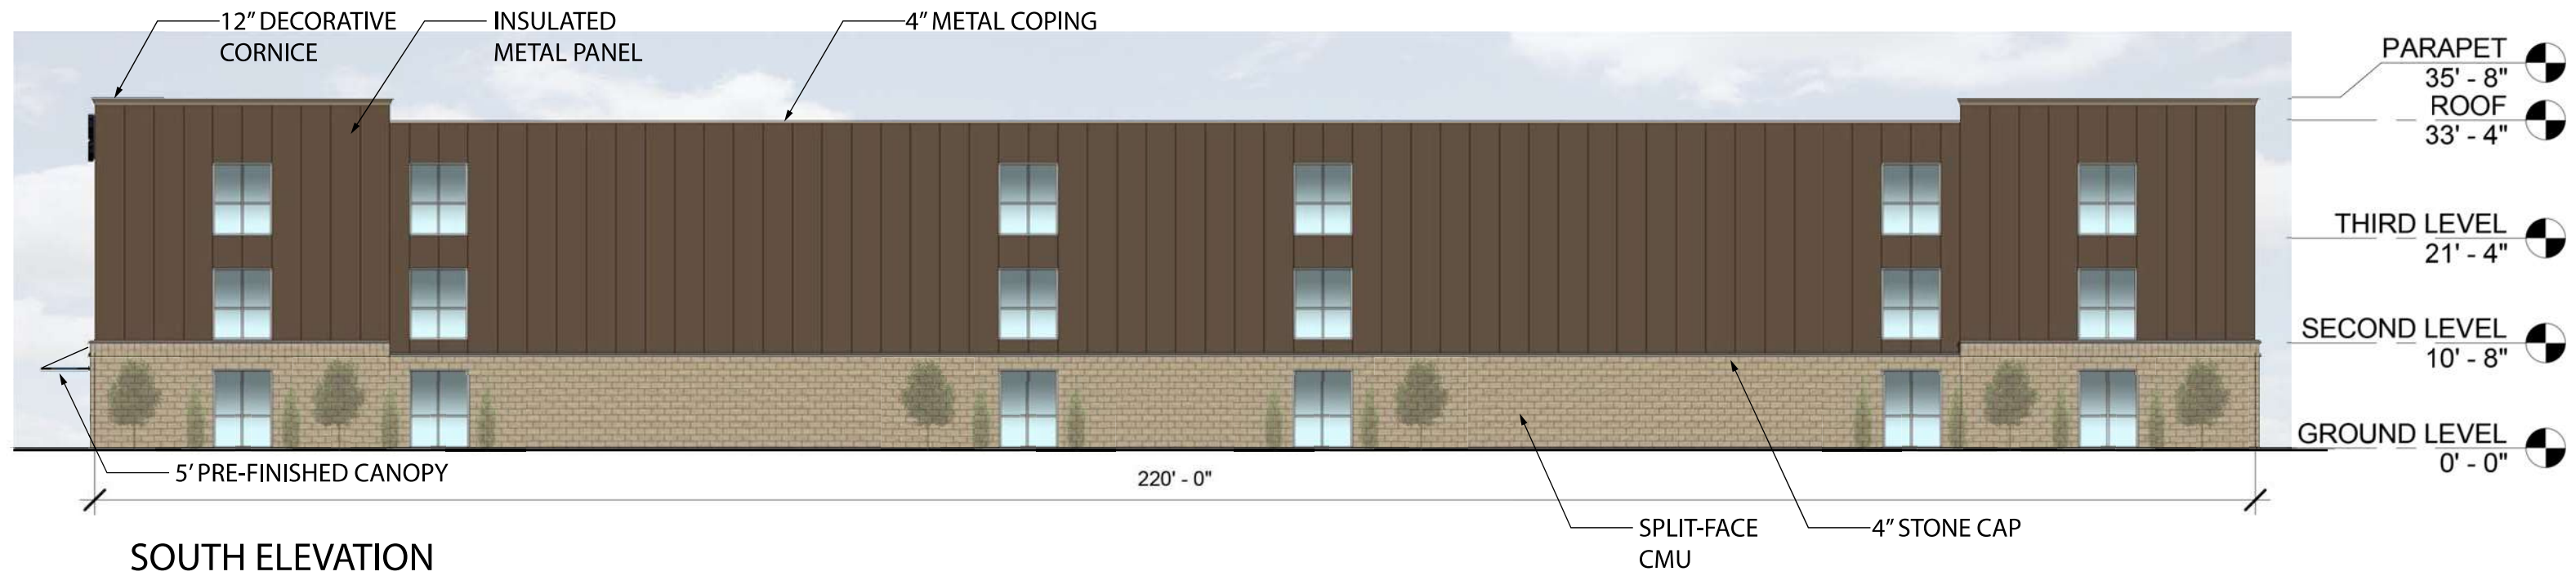 12" DECORATIVE
CORNICE
INSULATED
METAL PANEL
4" METAL COPING
PARAPET
35' - 8"
ROOF
33' - 4"
THIRD LEVEL
21' - 4"
SECOND LEVEL
10' - 8"
GROUND LEVEL
0' - 0"
5' PRE-FINISHED CANOPY
220' - 0"
SPLIT-FACE
CMU
4" STONE CAP
SOUTH ELEVATION